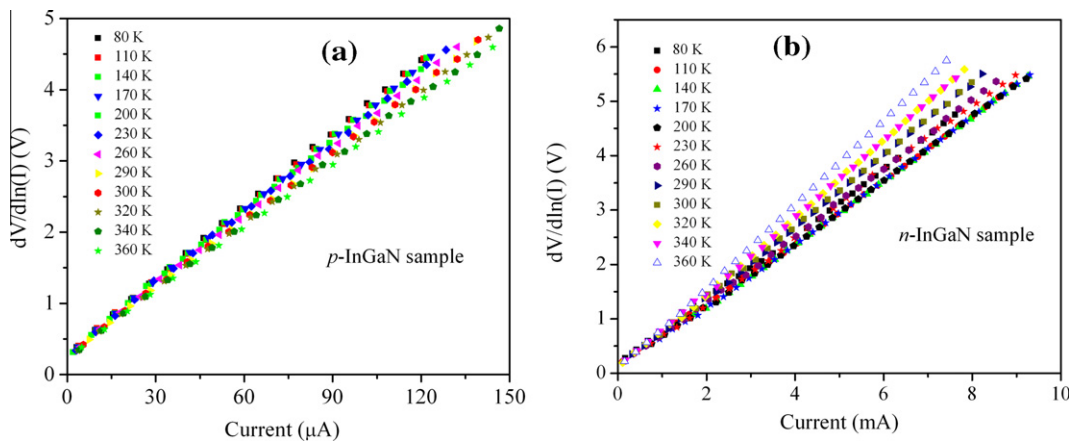 (a)
5
4
3
2
1
0
dV/dln(I) (V)
80 K
110 K
140 K
170 K
200 K
230 K
260 K
290 K
300 K
320 K
340 K
360 K
p-InGaN sample
0 30 60 90 120 150
Current (μA)
(b)
6
5
4
3
2
1
0
dV/dln(I) (V)
80 K
110 K
140 K
170 K
200 K
230 K
260 K
290 K
300 K
320 K
340 K
360 K
n-InGaN sample
0 2 4 6 8 10
Current (mA)